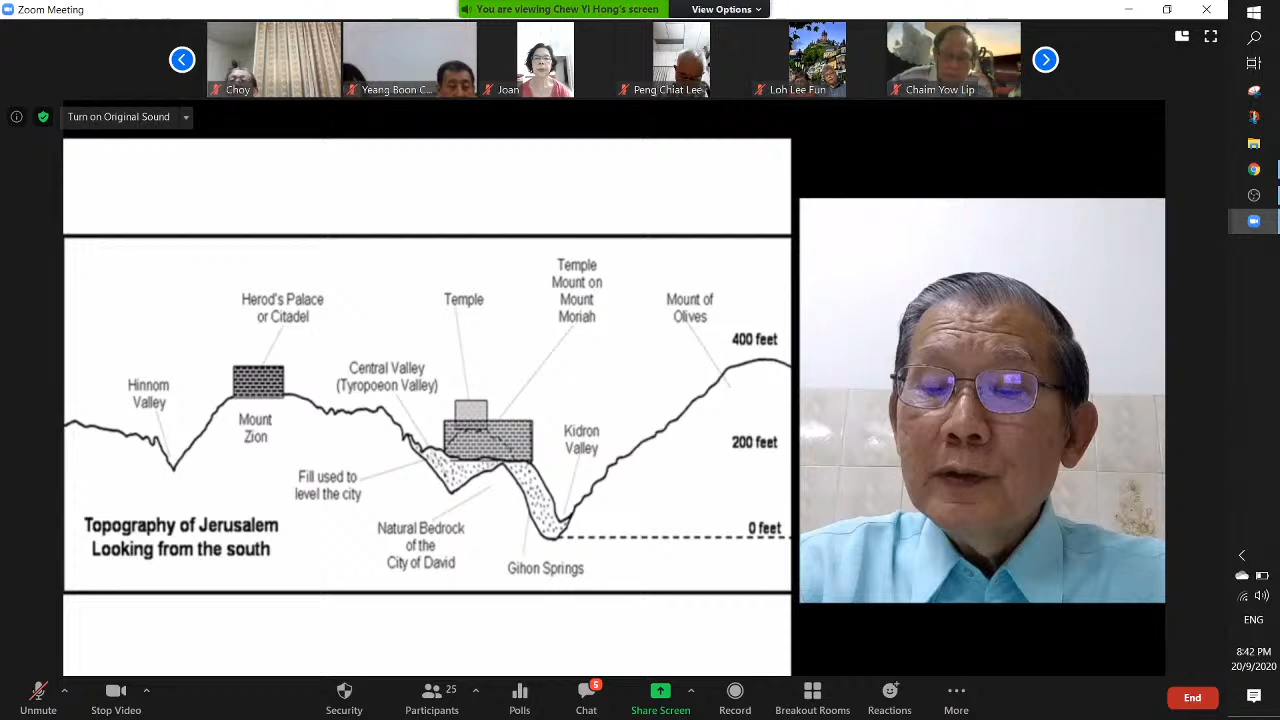 Zoom Meeting
You are viewing Chew Yi Hong's screen
View Options
Choy
Yeang Boon C...
Joan
Peng Chiat Lee
Loh Lee Fun
Chaim Yow Lip
Turn on Original Sound
Herod's Palace
or Citadel
Temple
Temple
Mount on
Mount
Moriah
Mount of
Olives
400 feet
Hinnom
Valley
Central Valley
(Tyropoeon Valley)
Mount
Zion
Kidron
Valley
200 feet
Fill used to
level the city
Topography of Jerusalem
Looking from the south
Natural Bedrock
of the
City of David
Gihon Springs
0 feet
ENG
8:42 PM
20/9/2020
Unmute
Stop Video
Security
25
Participants
Polls
5
Chat
Share Screen
Record
Breakout Rooms
Reactions
More
End